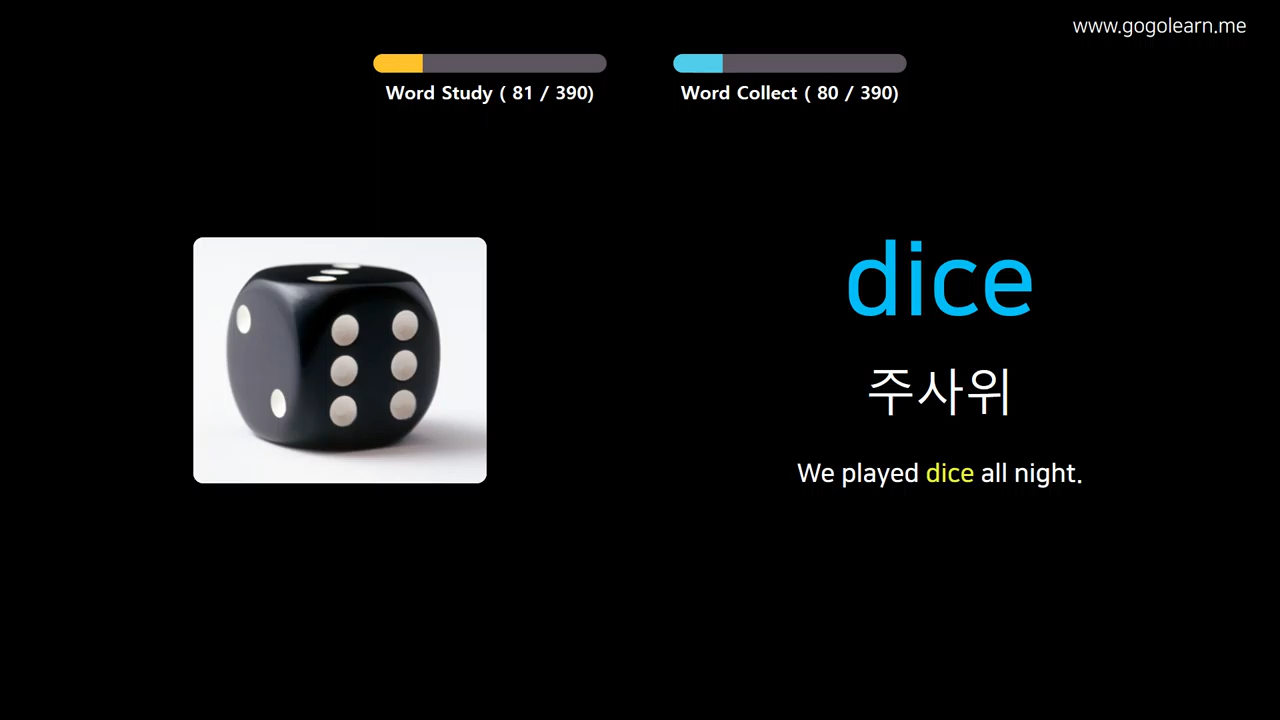 www.gogolearn.me
Word Study ( 81 / 390)
Word Collect ( 80 / 390)
dice
주사위
We played dice all night.